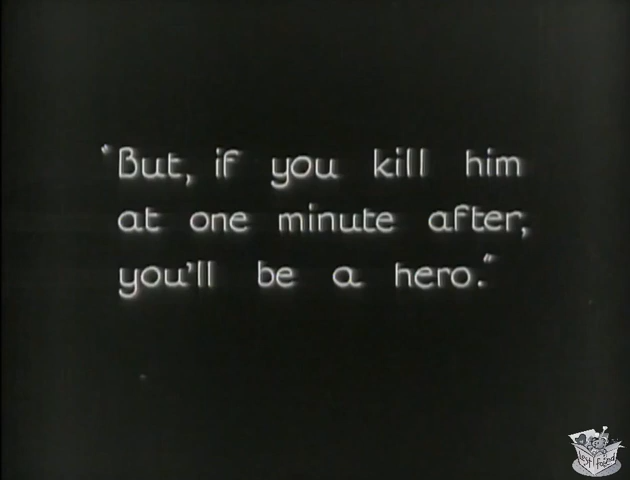 "But, if you kill him
at one minute after,
you'll be a hero."